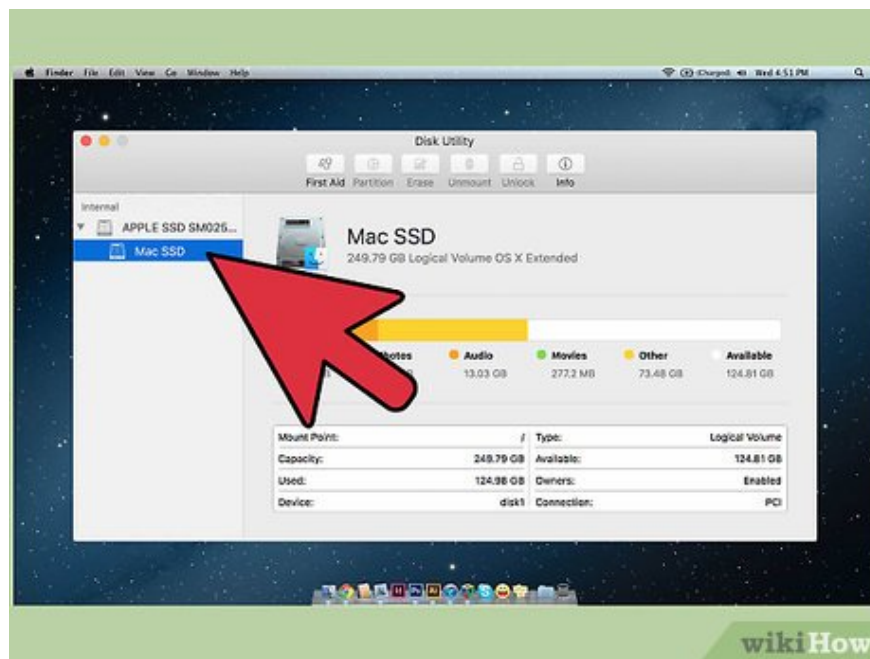 Finder File Edit View Go Window Help (Charged) Wed 4:51 PM
Disk Utility
First Aid Partition Erase Unmount Unlock Info
Internal
APPLE SSD SM025...
Mac SSD
Mac SSD
249.79 GB Logical Volume OS X Extended
Audio Movies Other Available
13.03 GB 277.2 MB 73.48 GB 124.81 GB
Mount Point: / Type: Logical Volume
Capacity: 249.79 GB Available: 124.81 GB
Used: 124.98 GB Owners: Enabled
Device: disk1 Connection: PCI
wikiHow